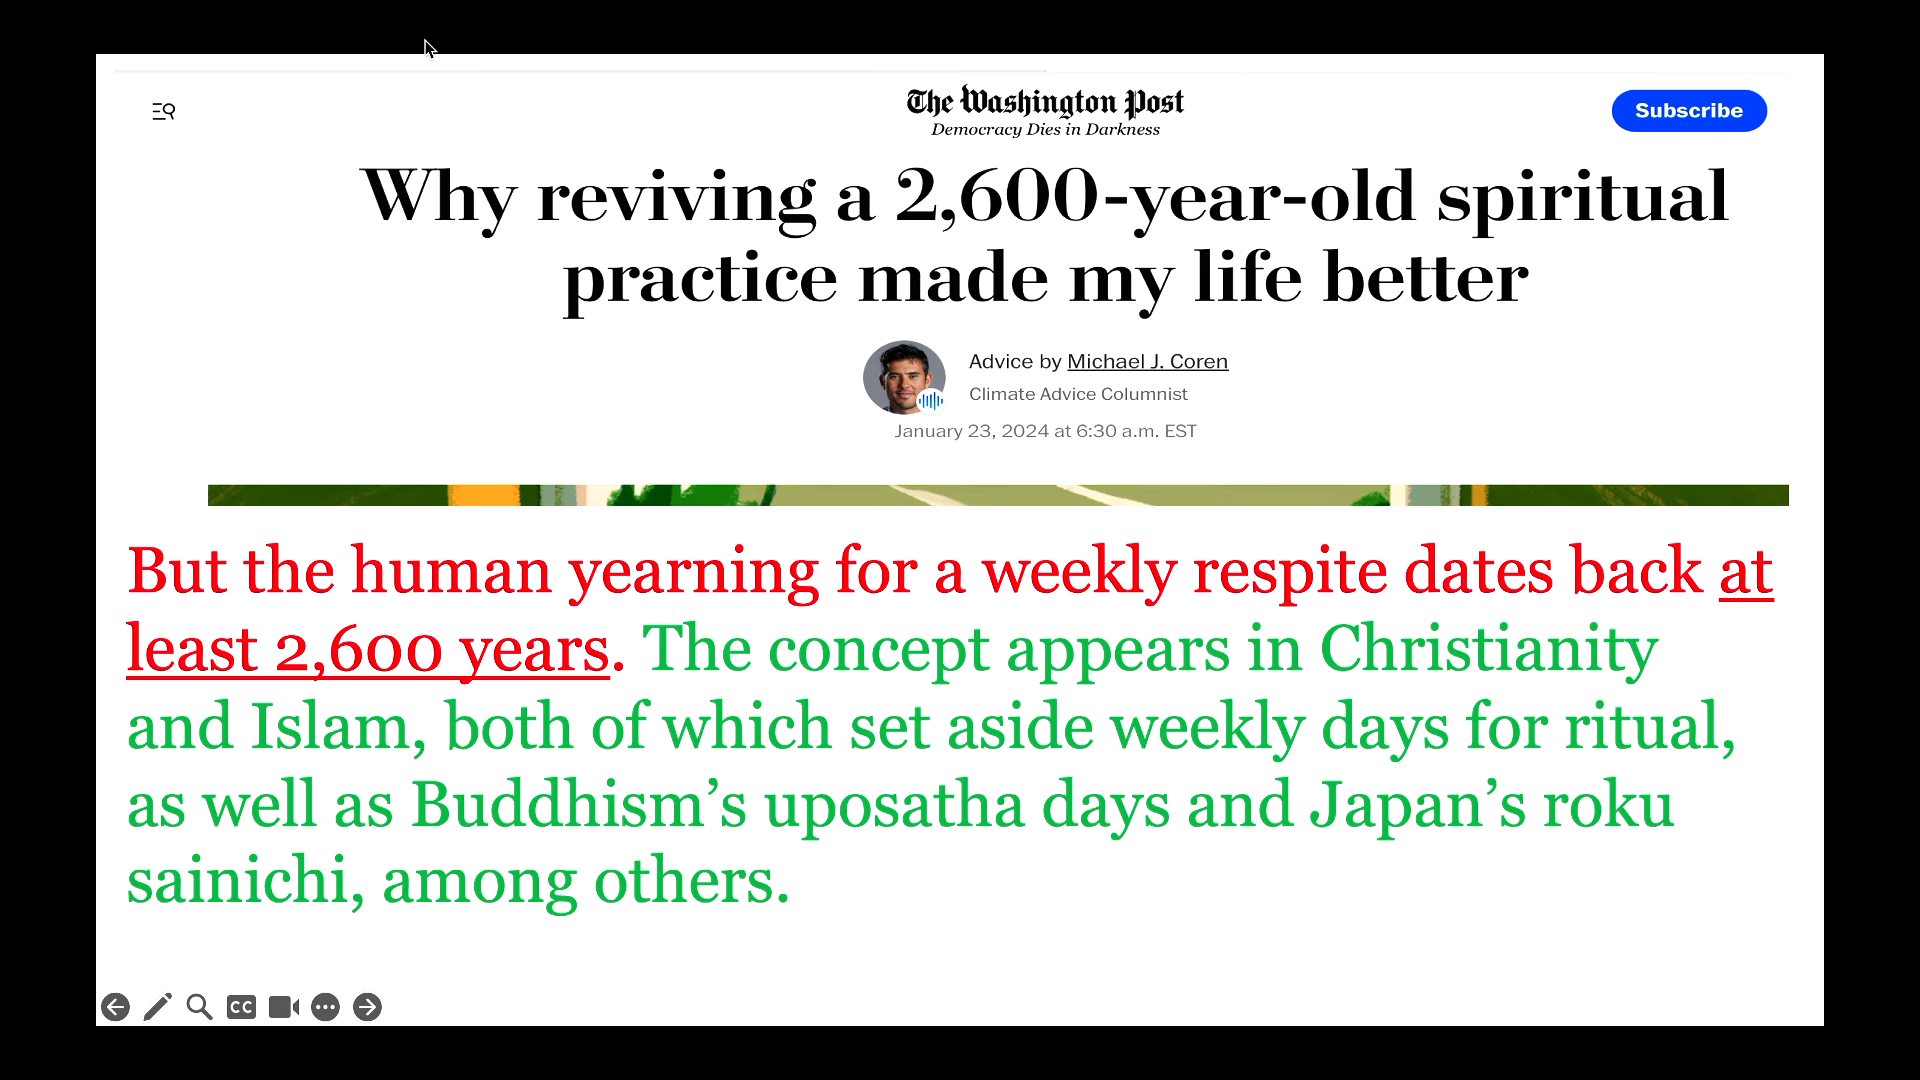 The Washington Post
Democracy Dies in Darkness
Subscribe
Why reviving a 2,600-year-old spiritual
practice made my life better
Advice by Michael J. Coren
Climate Advice Columnist
January 23, 2024 at 6:30 a.m. EST
But the human yearning for a weekly respite dates back at
least 2,600 years. The concept appears in Christianity
and Islam, both of which set aside weekly days for ritual,
as well as Buddhism’s uposatha days and Japan’s roku
sainichi, among others.
CC